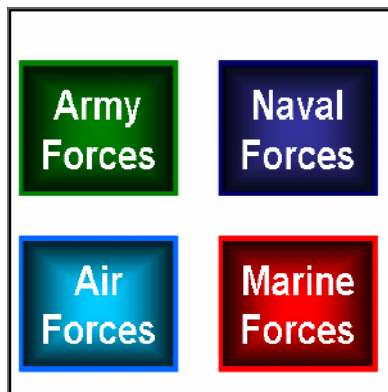 Army
Forces
Naval
Forces
Air
Forces
Marine
Forces